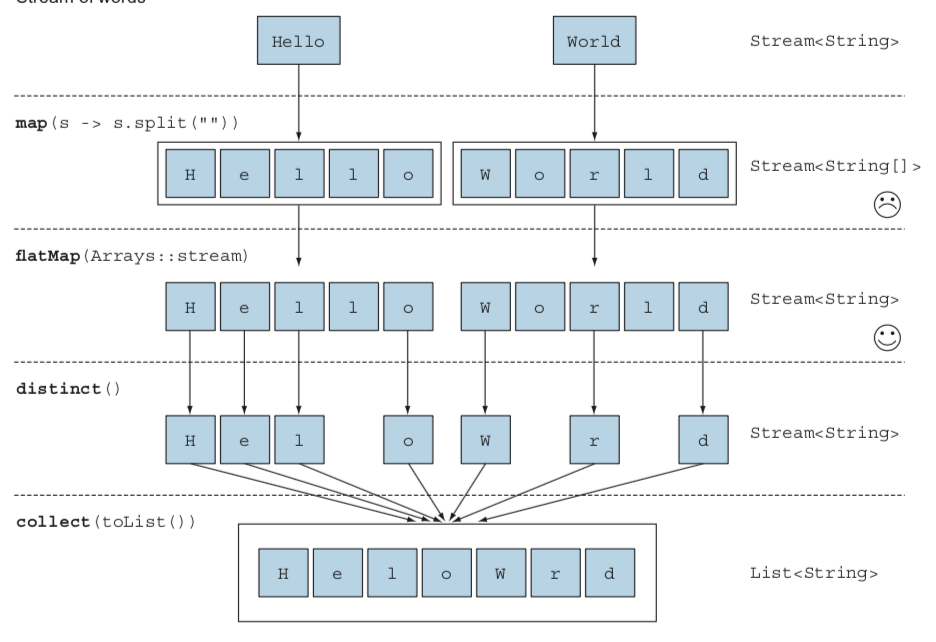 Stream of words
Hello World Stream<String>
map(s -> s.split(""))
H e l l o W o r l d Stream<String[]>
flatMap(Arrays::stream)
H e l l o W o r l d Stream<String>
distinct()
H e l o W r d Stream<String>
collect(toList())
H e l o W r d List<String>